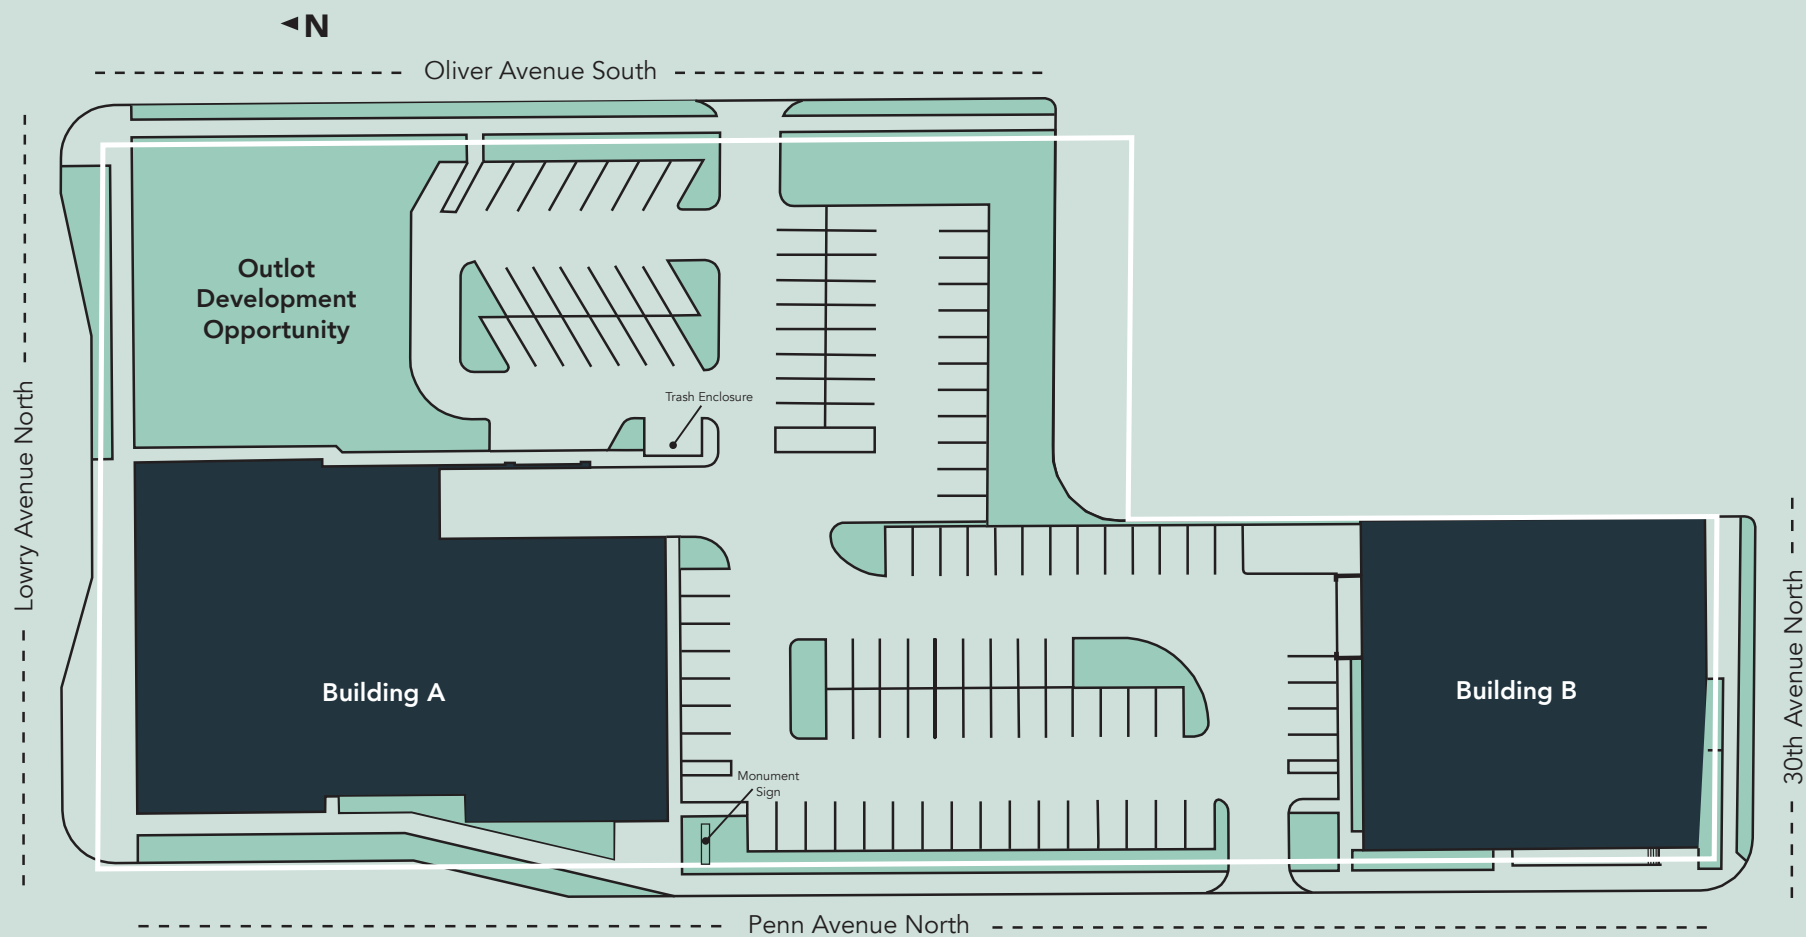 N
Oliver Avenue South
Outlot
Development
Opportunity
Trash Enclosure
Lowry Avenue North
Building A
Building B
30th Avenue North
Monument
Sign
Penn Avenue North